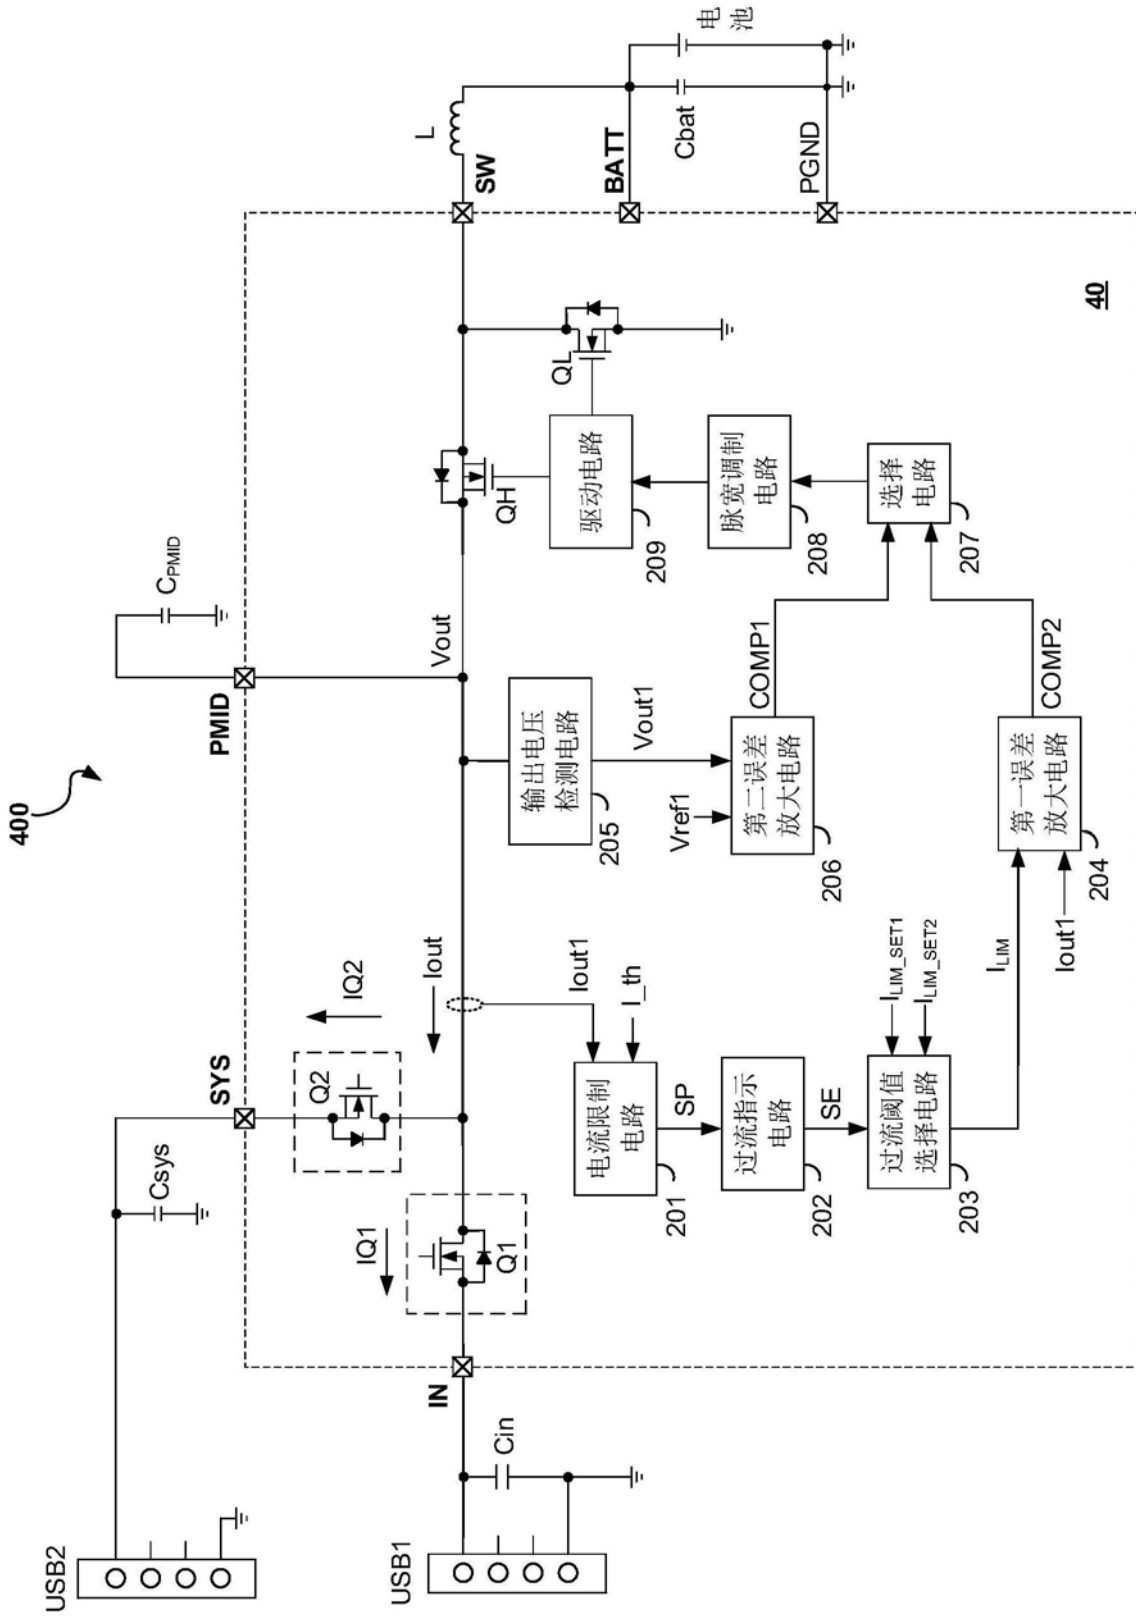 400
USB2
Csys
SYS
PMID
C_PMID
L
电池
Cbat
USB1
Cin
IN
IQ1
Q1
Q2
IQ2
Iout
Vout
QH
QL
SW
BATT
PGND
Iout1
I_th
电流限制
电路
201
SP
过流指示
电路
202
SE
过流阈值
选择电路
203
I_LIM_SET1
I_LIM_SET2
I_LIM
Iout1
第一误差
放大电路
204
COMP2
输出电压
检测电路
205
Vout1
Vref1
第二误差
放大电路
206
COMP1
选择
电路
207
脉宽调制
电路
208
驱动电路
209
40